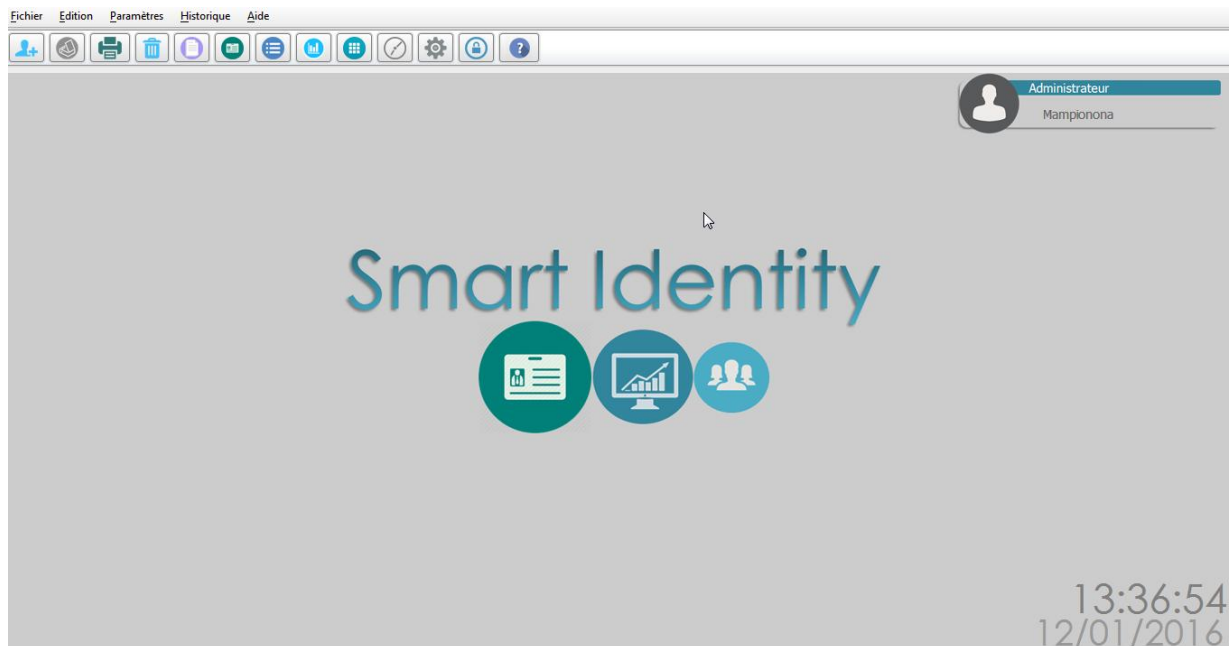 Fichier Edition Paramètres Historique Aide
Administrateur
Mampionona
Smart Identity
13:36:54
12/01/2016